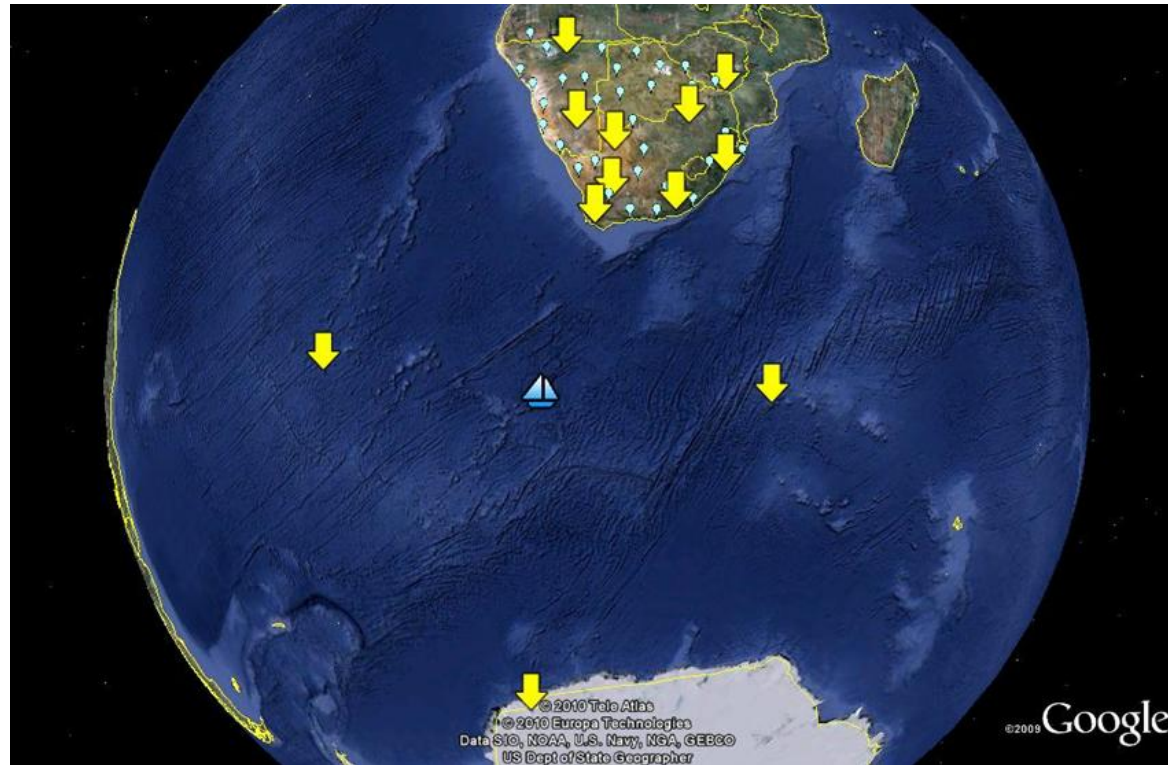 © 2010 Tele Atlas
© 2010 Europa Technologies
Data SIO, NOAA, U.S. Navy, NGA, GEBCO
US Dept of State Geographer
©2009 Google